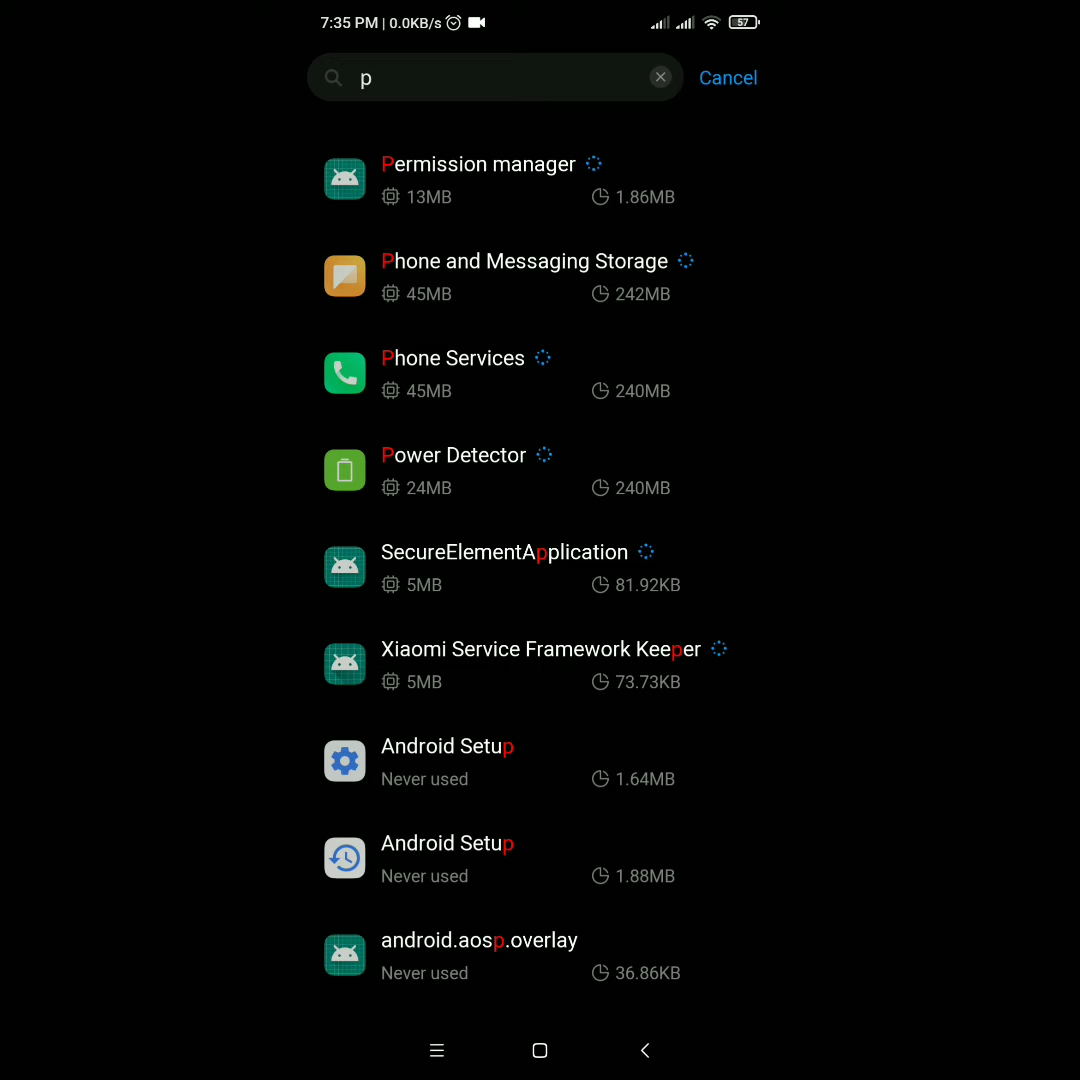 7:35 PM | 0.0KB/s 57
p Cancel
Permission manager
13MB 1.86MB
Phone and Messaging Storage
45MB 242MB
Phone Services
45MB 240MB
Power Detector
24MB 240MB
SecureElementApplication
5MB 81.92KB
Xiaomi Service Framework Keeper
5MB 73.73KB
Android Setup
Never used 1.64MB
Android Setup
Never used 1.88MB
android.aosp.overlay
Never used 36.86KB